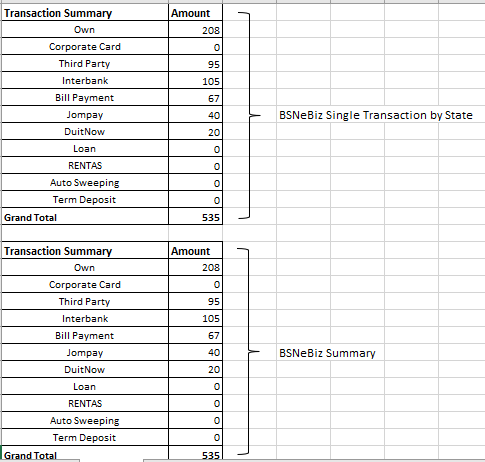 Transaction Summary Amount
Own 208
Corporate Card 0
Third Party 95
Interbank 105
Bill Payment 67
Jompay 40
BSNeBiz Single Transaction by State
DuitNow 20
Loan 0
RENTAS 0
Auto Sweeping 0
Term Deposit 0
Grand Total 535
Transaction Summary Amount
Own 208
Corporate Card 0
Third Party 95
Interbank 105
Bill Payment 67
Jompay 40
BSNeBiz Summary
DuitNow 20
Loan 0
RENTAS 0
Auto Sweeping 0
Term Deposit 0
Grand Total 535